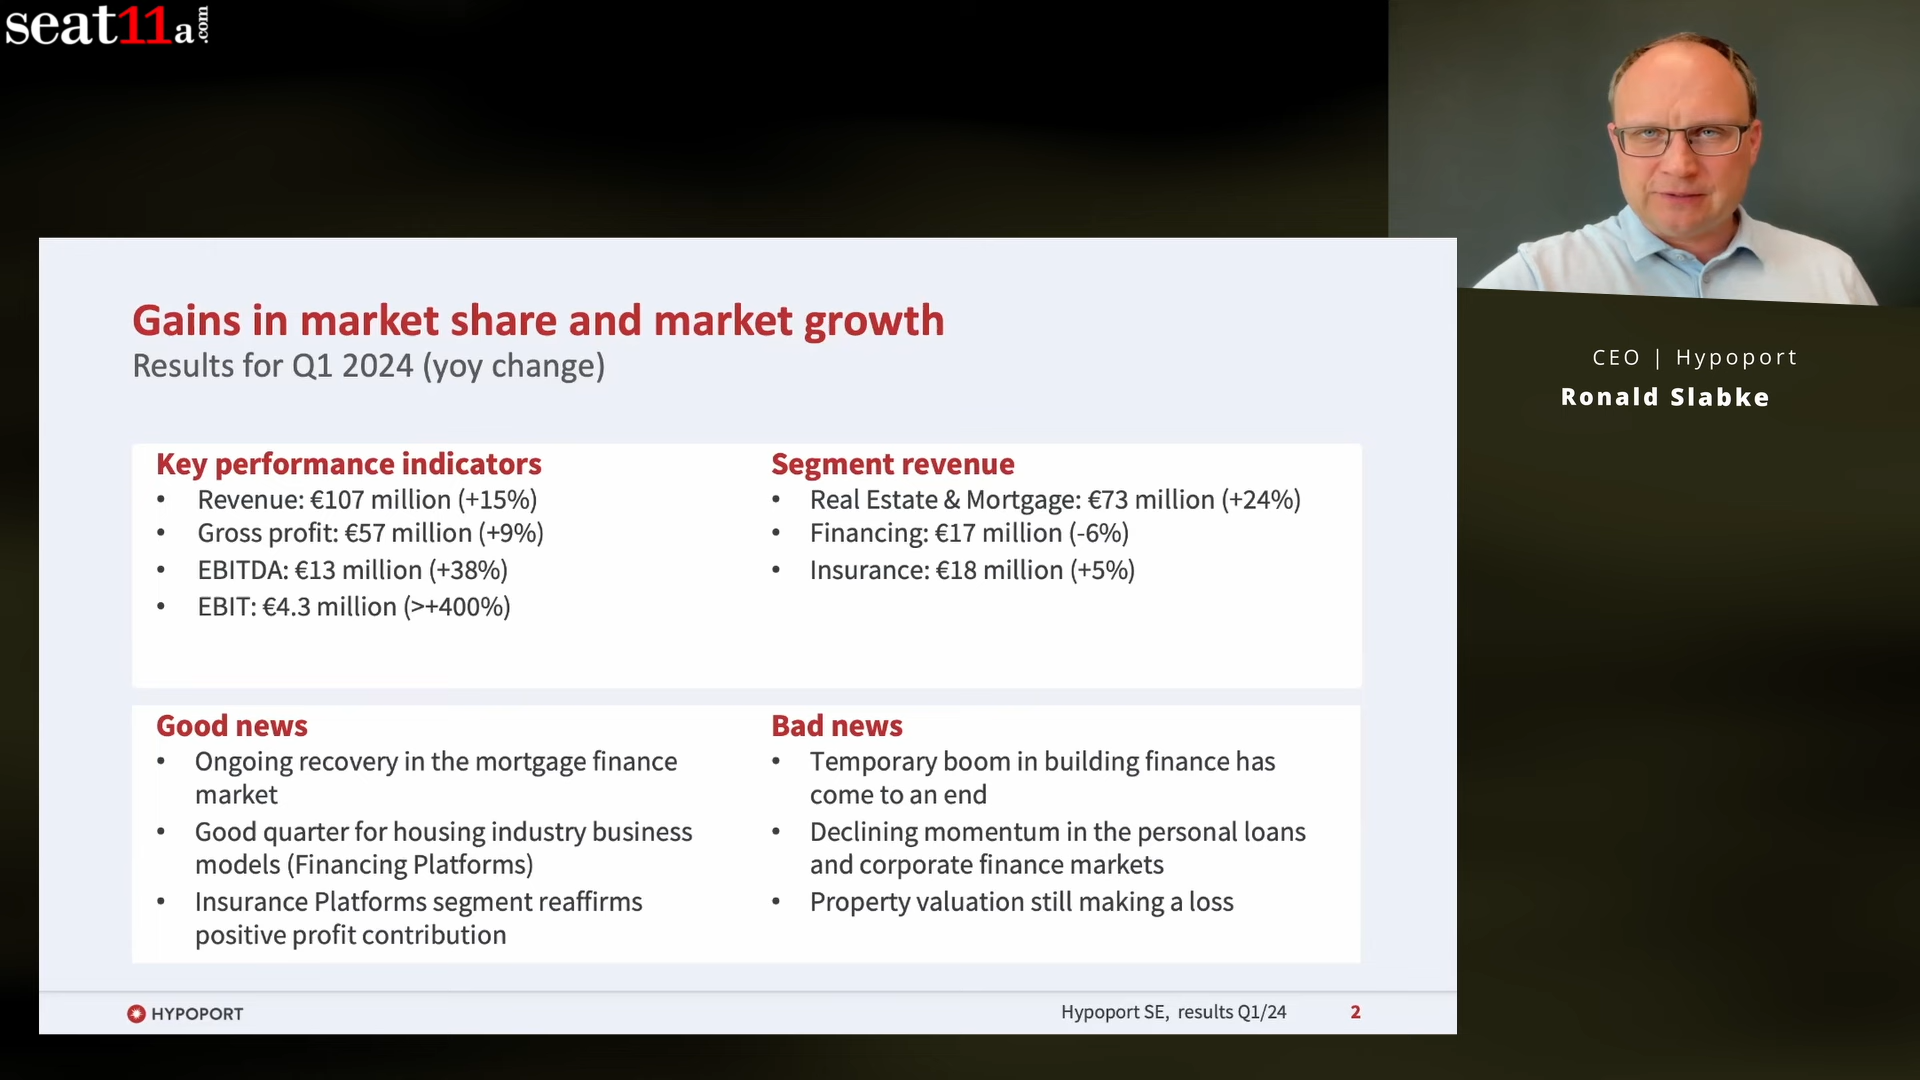 seat11a.com
CEO | Hypoport
Ronald Slabke
Gains in market share and market growth
Results for Q1 2024 (yoy change)
Key performance indicators
• Revenue: €107 million (+15%)
• Gross profit: €57 million (+9%)
• EBITDA: €13 million (+38%)
• EBIT: €4.3 million (>+400%)
Segment revenue
• Real Estate & Mortgage: €73 million (+24%)
• Financing: €17 million (-6%)
• Insurance: €18 million (+5%)
Good news
• Ongoing recovery in the mortgage finance
market
• Good quarter for housing industry business
models (Financing Platforms)
• Insurance Platforms segment reaffirms
positive profit contribution
Bad news
• Temporary boom in building finance has
come to an end
• Declining momentum in the personal loans
and corporate finance markets
• Property valuation still making a loss
HYPOPORT
Hypoport SE, results Q1/24 2